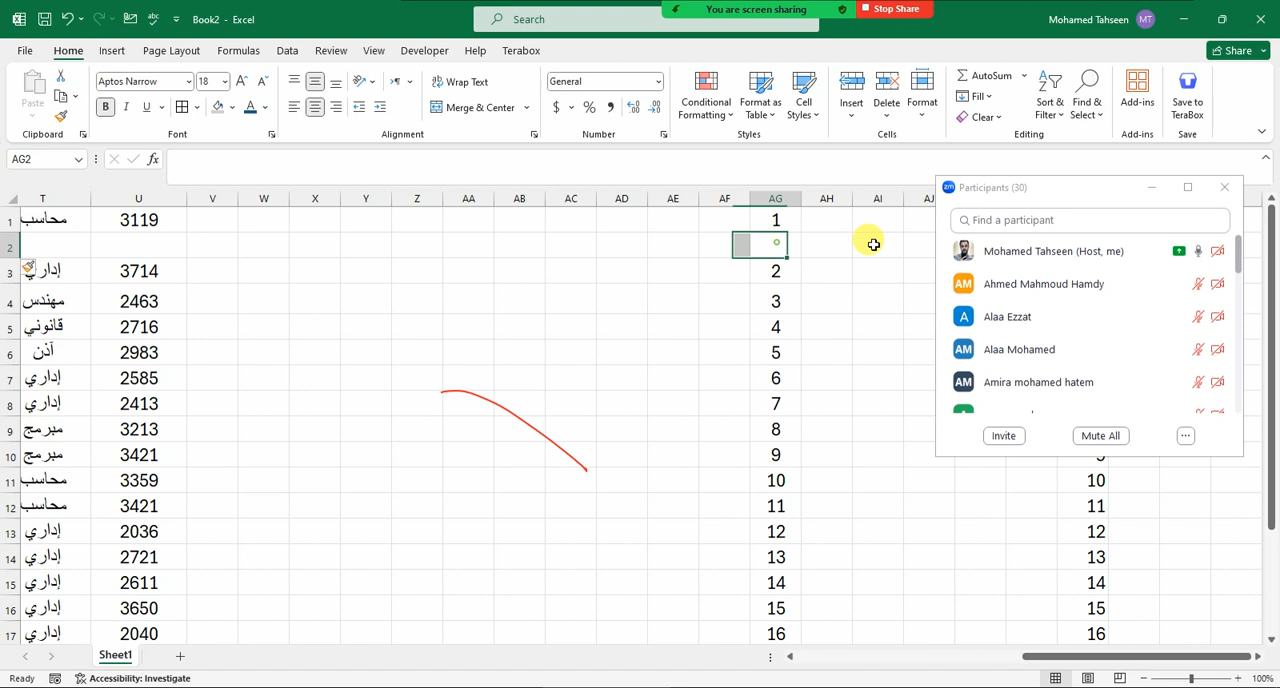 Book2 - Excel
Search
You are screen sharing
Stop Share
Mohamed Tahseen
MT
File Home Insert Page Layout Formulas Data Review View Developer Help Terabox
Share
Paste
Aptos Narrow
18
Wrap Text
Merge & Center
General
Conditional Formatting
Format as Table
Cell Styles
Insert
Delete
Format
AutoSum
Fill
Clear
Sort & Filter
Find & Select
Add-ins
Save to TeraBox
Clipboard Font Alignment Number Styles Cells Editing Add-ins Save
AG2
fx
T U V W X Y Z AA AB AC AD AE AF AG AH AI AJ
1 محاسب 3119 1
2
3 إداري 3714 2
4 مهندس 2463 3
5 قانوني 2716 4
6 آذن 2983 5
7 إداري 2585 6
8 إداري 2413 7
9 مبرمج 3213 8
10 مبرمج 3421 9
11 محاسب 3359 10 10
12 محاسب 3421 11 11
13 إداري 2036 12 12
14 إداري 2721 13 13
15 إداري 2611 14 14
16 إداري 3650 15 15
17 إداري 2040 16 16
zm
Participants (30)
Find a participant
Mohamed Tahseen (Host, me)
AM Ahmed Mahmoud Hamdy
A Alaa Ezzat
AM Alaa Mohamed
AM Amira mohamed hatem
Invite
Mute All
Sheet1
Ready
Accessibility: Investigate
100%